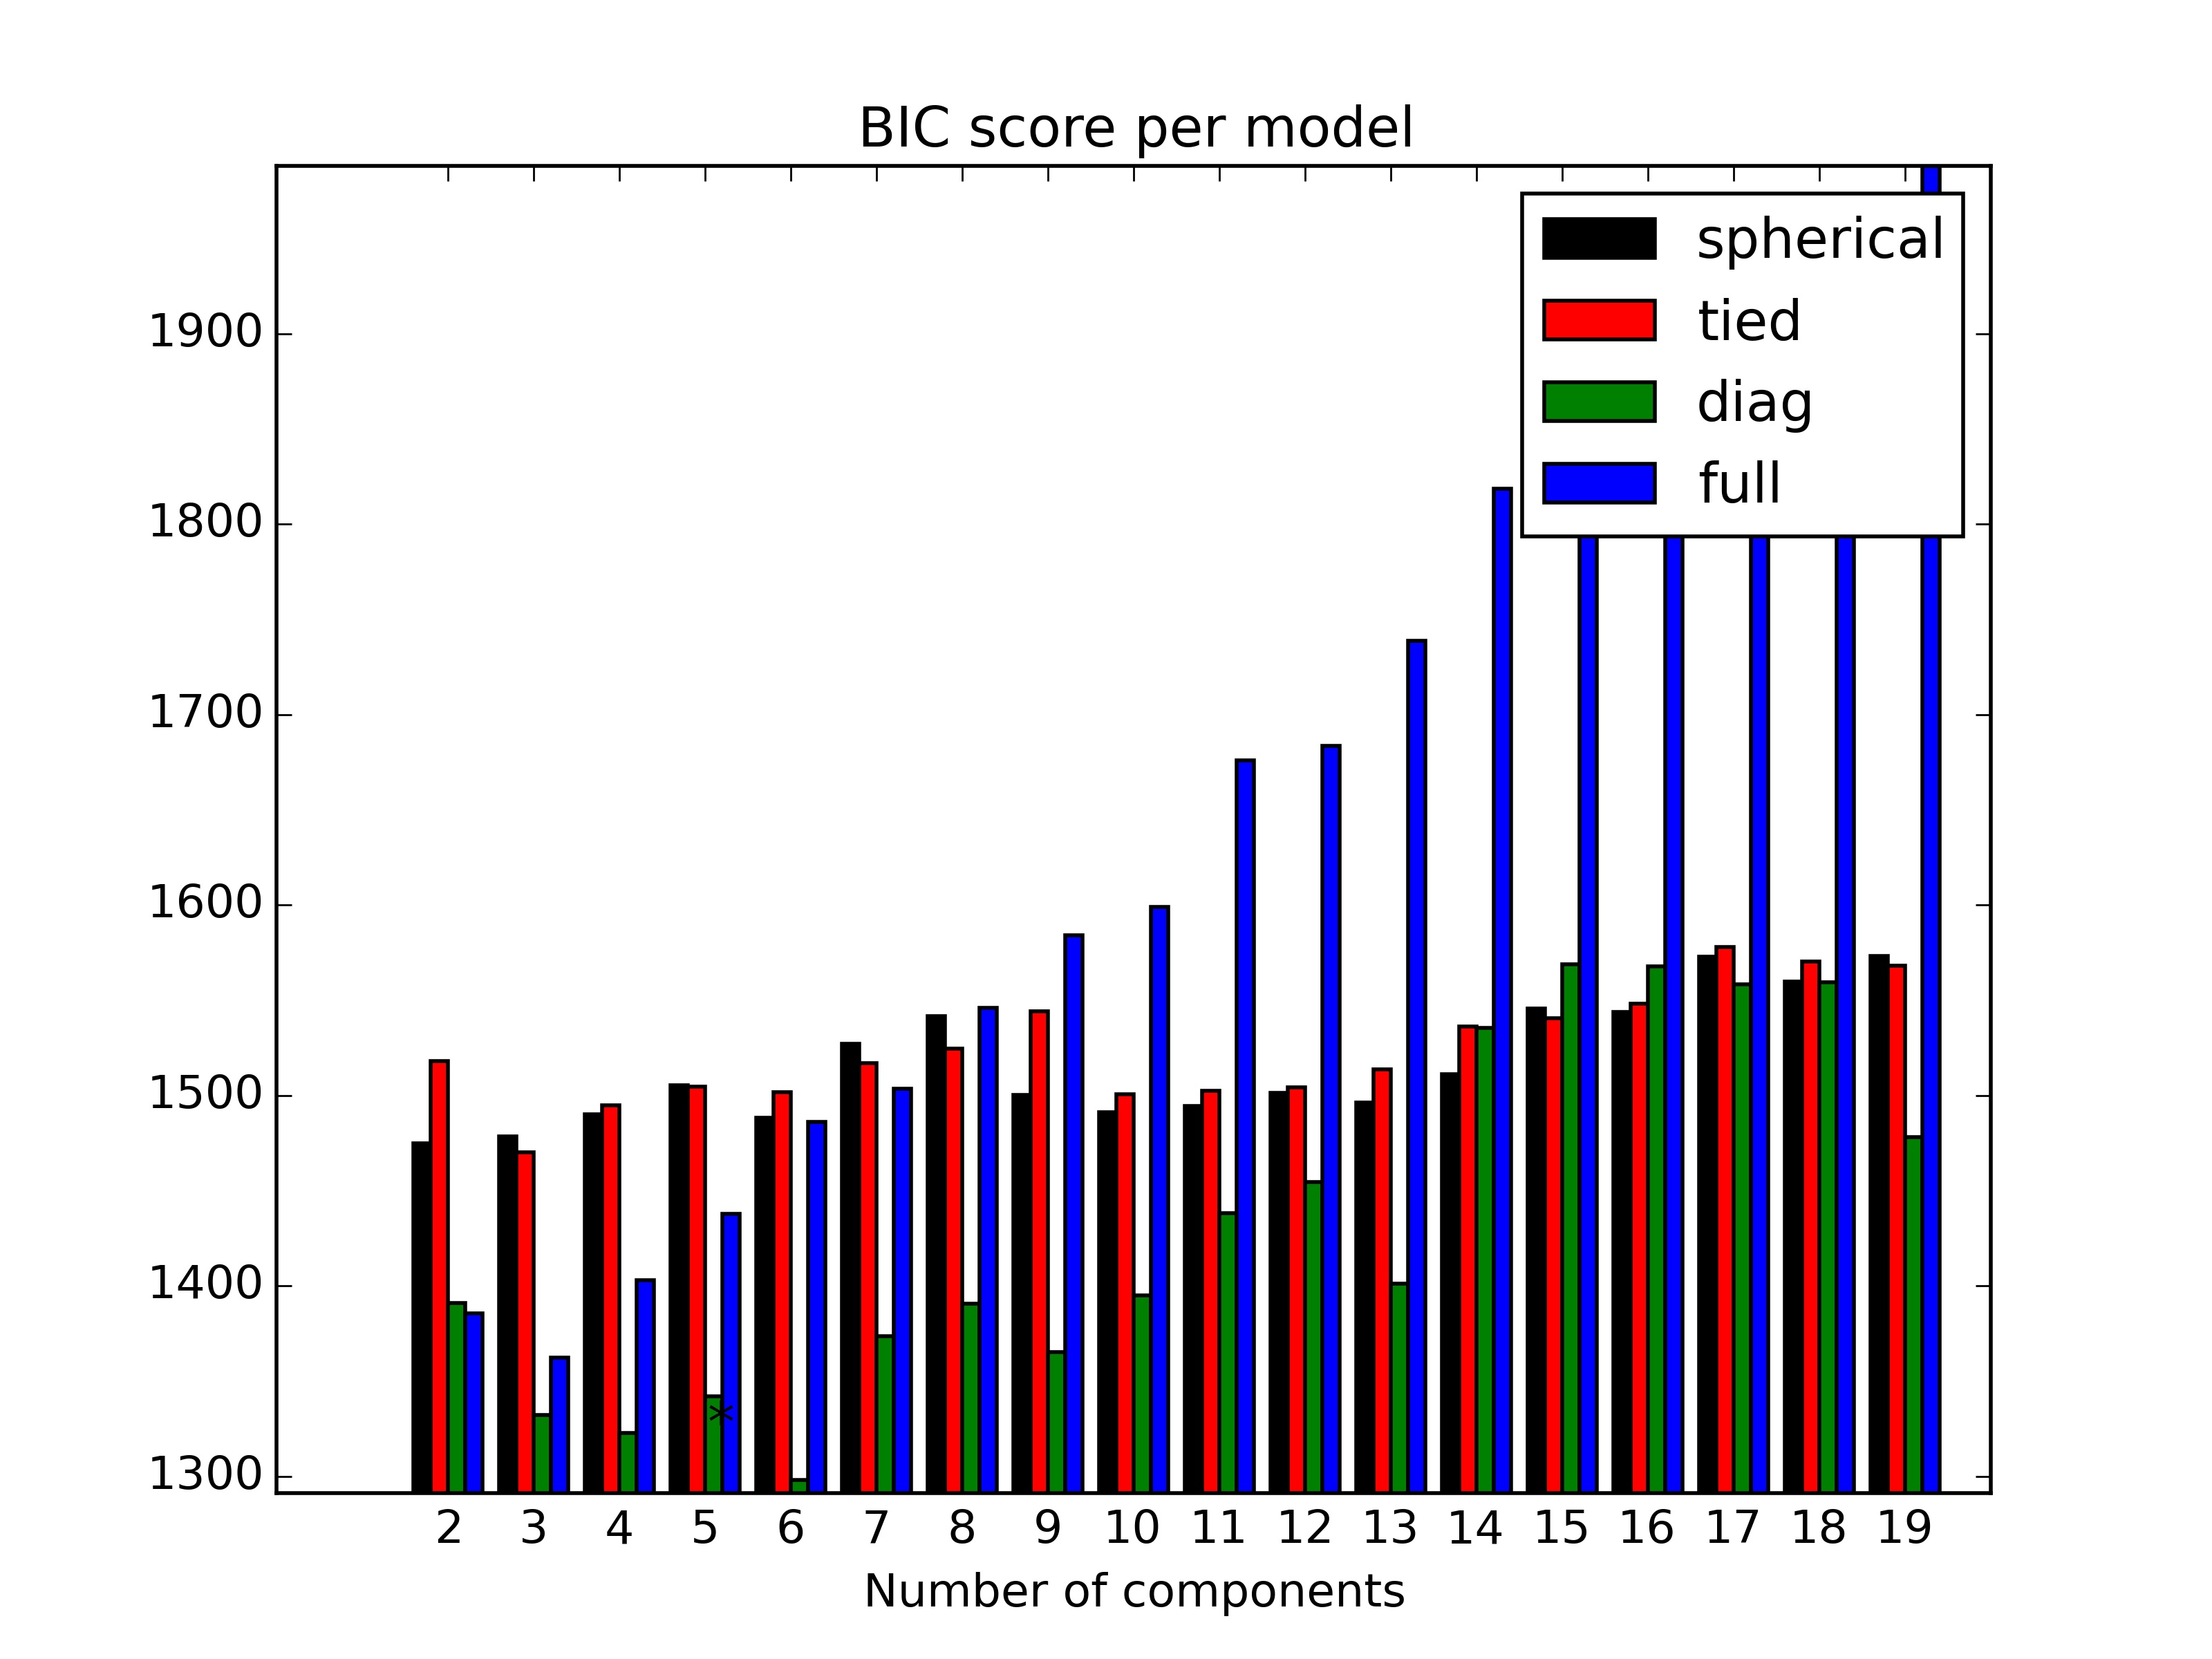 BIC score per model
spherical
tied
diag
full
1900
1800
1700
1600
1500
1400
1300
*
2 3 4 5 6 7 8 9 10 11 12 13 14 15 16 17 18 19
Number of components